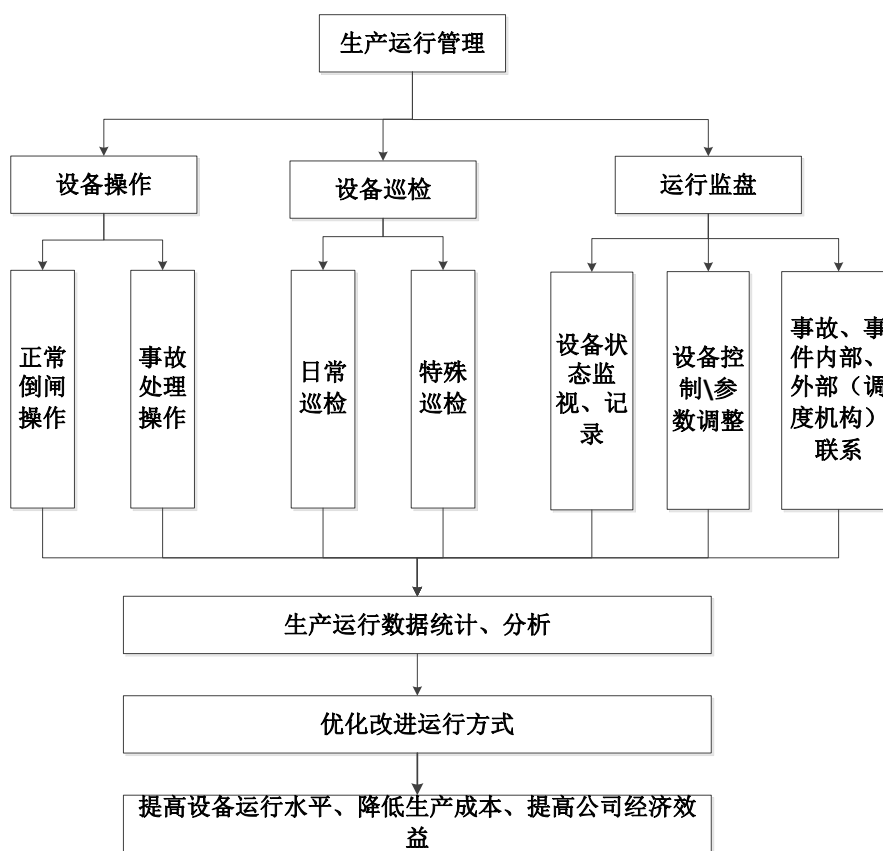 生产运行管理
设备操作
设备巡检
运行监盘
正常
倒闸
操作
事故
处理
操作
日常
巡检
特殊
巡检
设备状
态监
视、记
录
设备控
制\参
数调整
事故、事
件内部、
外部（调
度机构）
联系
生产运行数据统计、分析
优化改进运行方式
提高设备运行水平、降低生产成本、提高公司经济效
益